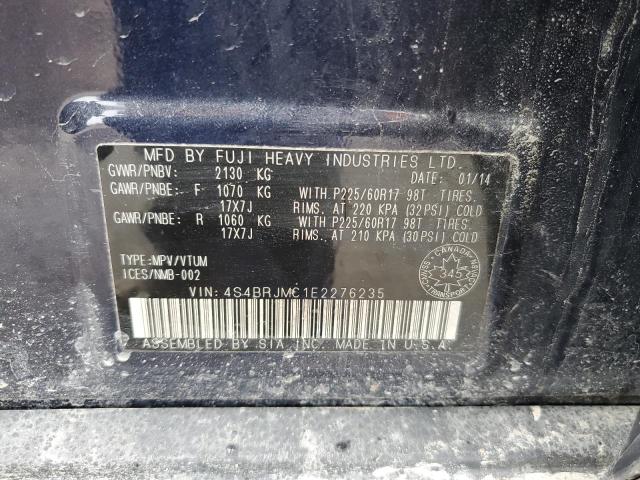 MFD BY FUJI HEAVY INDUSTRIES LTD.
GVWR/PNBV: 2130 KG DATE: 01/14
GAWR/PNBE: F 1070 KG WITH P225/60R17 98T TIRES.
17X7J RIMS. AT 220 KPA (32PSI) COLD
GAWR/PNBE: R 1060 KG WITH P225/60R17 98T TIRES.
17X7J RIMS. AT 210 KPA (30PSI) COLD
TYPE:MPV/VTUM
ICES/NMB-002
VIN: 4S4BRJMC1E2276235
CANADA
345
ASSEMBLED BY SIA INC. MADE IN U.S.A.